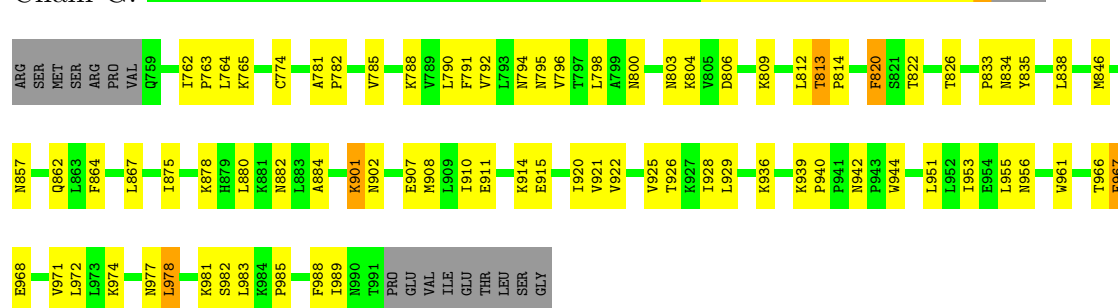 ARG SER MET SER ARG PRO VAL Q759 I762 P763 L764 K765 C774 A781 P782 V785 K788 V789 L790 F791 V792 L793 N794 N795 V796 T797 L798 A799 N800 N803 K804 V805 D806 K809 L812 T813 P814 F820 S821 T822 T826 P833 N834 Y835 L838 M846
N857 Q862 L863 F864 L867 I875 K878 H879 L880 K881 N882 L883 A884 K901 N902 E907 M908 L909 I910 E911 K914 E915 I920 V921 V922 V925 T926 K927 I928 L929 K936 K939 P940 P941 N942 P943 W944 L951 L952 I953 E954 L955 N956 W961 T966
E968 V971 L972 L973 K974 N977 L978 K981 S982 L983 K984 P985 F988 I989 N990 T991 PRO GLU VAL ILE GLU THR LEU SER GLY